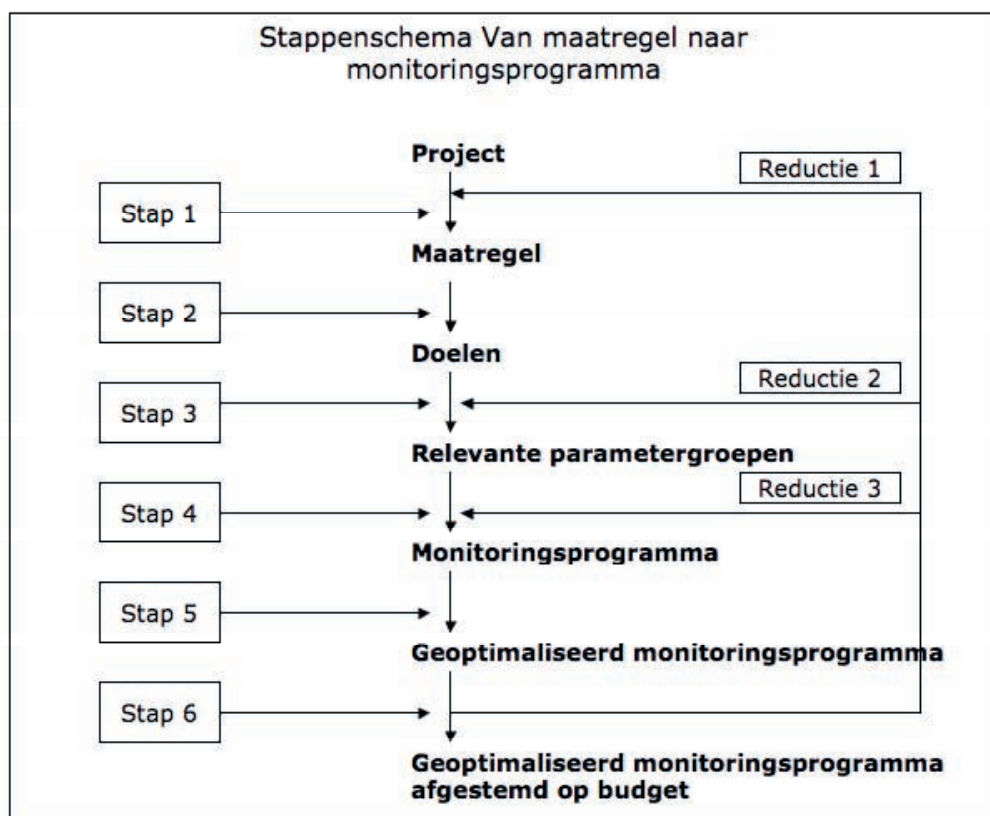 Stappenschema Van maatregel naar
monitoringsprogramma
Project
Reductie 1
Stap 1
Maatregel
Stap 2
Doelen
Reductie 2
Stap 3
Relevante parametergroepen
Reductie 3
Stap 4
Monitoringsprogramma
Stap 5
Geoptimaliseerd monitoringsprogramma
Stap 6
Geoptimaliseerd monitoringsprogramma
afgestemd op budget